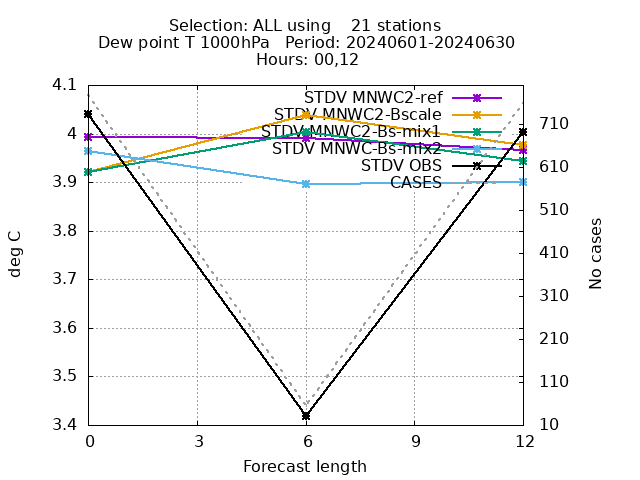 Selection: ALL using    21 stations
Dew point T 1000hPa   Period: 20240601-20240630
Hours: 00,12
4.1
4
3.9
3.8
3.7
3.6
3.5
3.4
deg C
STDV MNWC2-ref
STDV MNWC2-Bscale
STDV MNWC2-Bs-mix1
STDV MNWC-Bs-mix2
STDV OBS
CASES
710
610
510
410
310
210
110
10
No cases
0
3
6
9
12
Forecast length